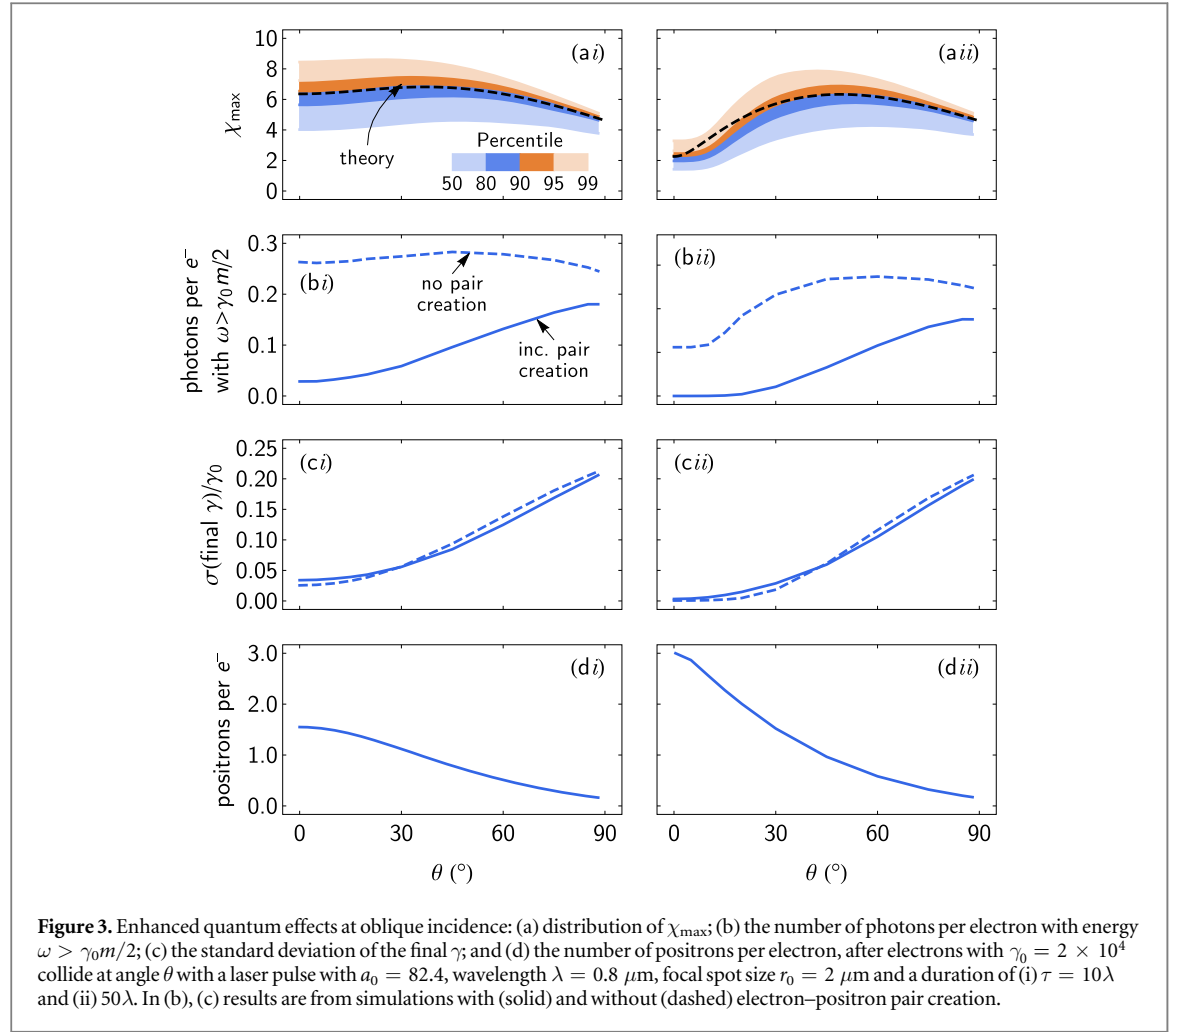 10
8
6
4
2
0
χmax
(ai)
theory
Percentile
50 80 90 95 99
(aii)
0.3
0.2
0.1
0.0
photons per e⁻
with ω>γ₀m/2
(bi)
no pair
creation
inc. pair
creation
(bii)
0.25
0.20
0.15
0.10
0.05
0.00
σ(final γ)/γ₀
(ci)
(cii)
3.0
2.0
1.0
0.0
positrons per e⁻
(di)
(dii)
0 30 60 90
0 30 60 90
θ (°)
θ (°)
Figure 3. Enhanced quantum effects at oblique incidence: (a) distribution of χmax; (b) the number of photons per electron with energy
ω > γ₀m/2; (c) the standard deviation of the final γ; and (d) the number of positrons per electron, after electrons with γ₀ = 2 × 10⁴
collide at angle θ with a laser pulse with a₀ = 82.4, wavelength λ = 0.8 μm, focal spot size r₀ = 2 μm and a duration of (i) τ = 10λ
and (ii) 50λ. In (b), (c) results are from simulations with (solid) and without (dashed) electron–positron pair creation.